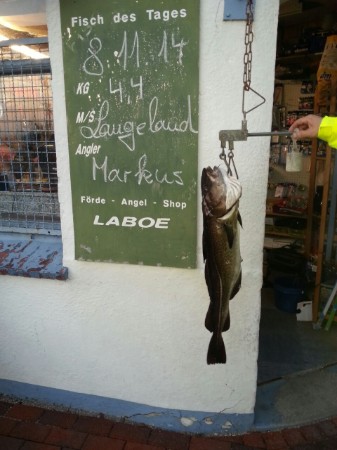 Fisch des Tages
8.11.14
KG 4,4
M/S Langeland
Angler
Markus
Förde - Angel - Shop
LABOE